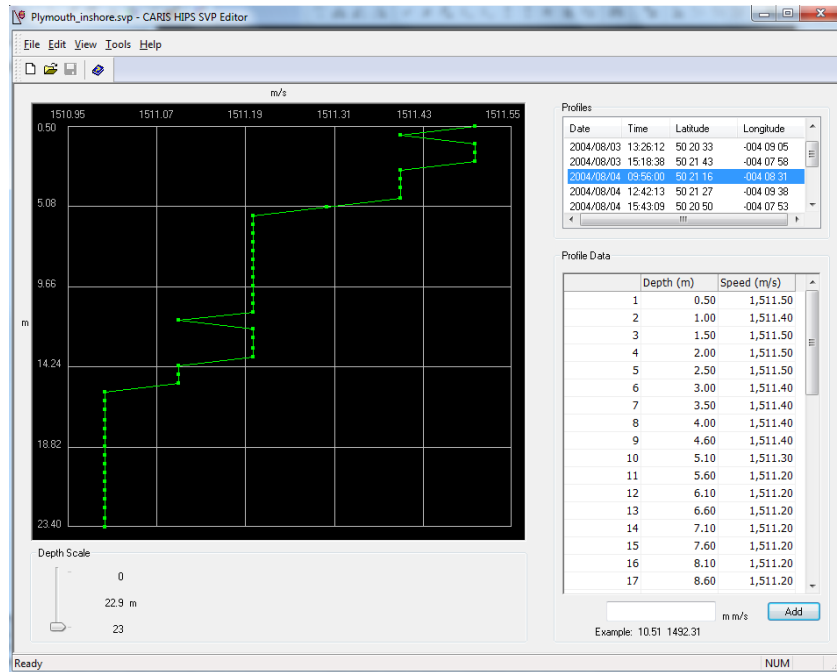 Plymouth_inshore.svp - CARIS HIPS SVP Editor
File Edit View Tools Help
m/s
1510.95 1511.07 1511.19 1511.31 1511.43 1511.55
0.50
5.08
9.66
m
14.24
18.82
23.40
Depth Scale
0
22.9 m
23
Profiles
Date Time Latitude Longitude
2004/08/03 13:26:12 50 20 33 -004 09 05
2004/08/03 15:18:38 50 21 43 -004 07 58
2004/08/04 09:56:00 50 21 16 -004 08 31
2004/08/04 12:42:13 50 21 27 -004 09 38
2004/08/04 15:43:09 50 20 50 -004 07 53
Profile Data
Depth (m) Speed (m/s)
1 0.50 1,511.50
2 1.00 1,511.40
3 1.50 1,511.50
4 2.00 1,511.50
5 2.50 1,511.50
6 3.00 1,511.40
7 3.50 1,511.40
8 4.00 1,511.40
9 4.60 1,511.40
10 5.10 1,511.30
11 5.60 1,511.20
12 6.10 1,511.20
13 6.60 1,511.20
14 7.10 1,511.20
15 7.60 1,511.20
16 8.10 1,511.20
17 8.60 1,511.20
m m/s Add
Example: 10.51 1492.31
Ready NUM